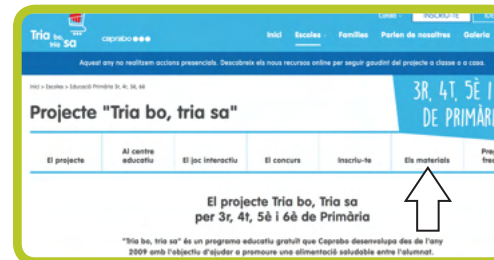 Tria bo,
tria sa
caprabo
INSCRIU-TE
Inici Escoles Famílies Parlen de nosaltres Galeria
Aquest any no realitzem accions presencials. Descobreix els nous recursos online per seguir gaudint del projecte a classe o a casa.
Inici > Escoles > Educació Primària 3r, 4t, 5è, 6è
3R, 4T, 5È I
DE PRIMÀRI
Projecte "Tria bo, tria sa"
El projecte
Al centre
educatiu
El joc interactiu
El concurs
Inscriu-te
Els materials
El projecte Tria bo, Tria sa
per 3r, 4t, 5è i 6è de Primària
"Tria bo, tria sa" és un programa educatiu gratuït que Caprabo desenvolupa des de l'any
2009 amb l'objectiu d'ajudar a promoure una alimentació saludable entre l'alumnat.